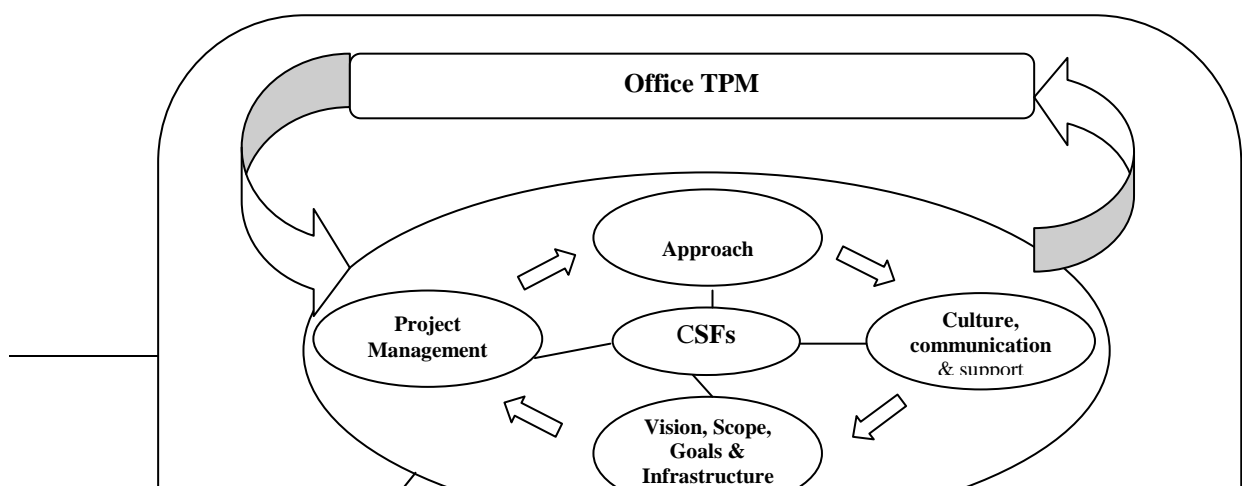 Office TPM
Approach
Project
Management
CSFs
Culture,
communication
& support
Vision, Scope,
Goals &
Infrastructure